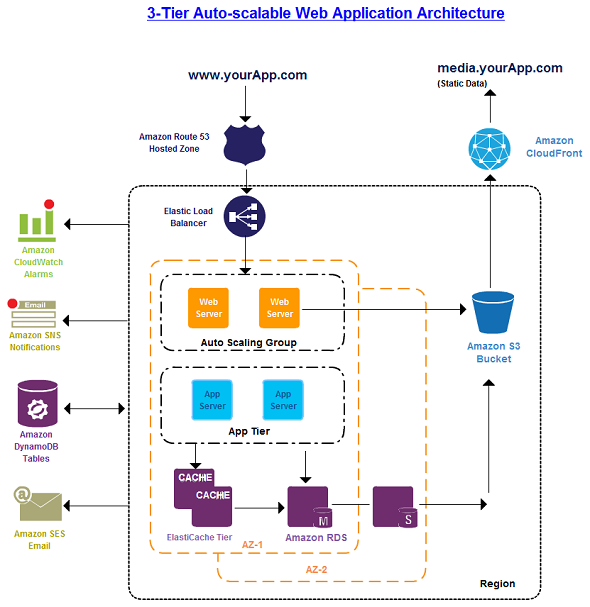 3-Tier Auto-scalable Web Application Architecture
www.yourApp.com
media.yourApp.com
(Static Data)
Amazon Route 53
Hosted Zone
Amazon
CloudFront
Elastic Load
Balancer
Amazon
CloudWatch
Alarms
Web
Server
Web
Server
Auto Scaling Group
Email
Amazon SNS
Notifications
Amazon S3
Bucket
App
Server
App
Server
App Tier
Amazon
DynamoDB
Tables
CACHE
CACHE
M
S
@
Amazon SES
Email
ElastiCache Tier
Amazon RDS
AZ-1
AZ-2
Region